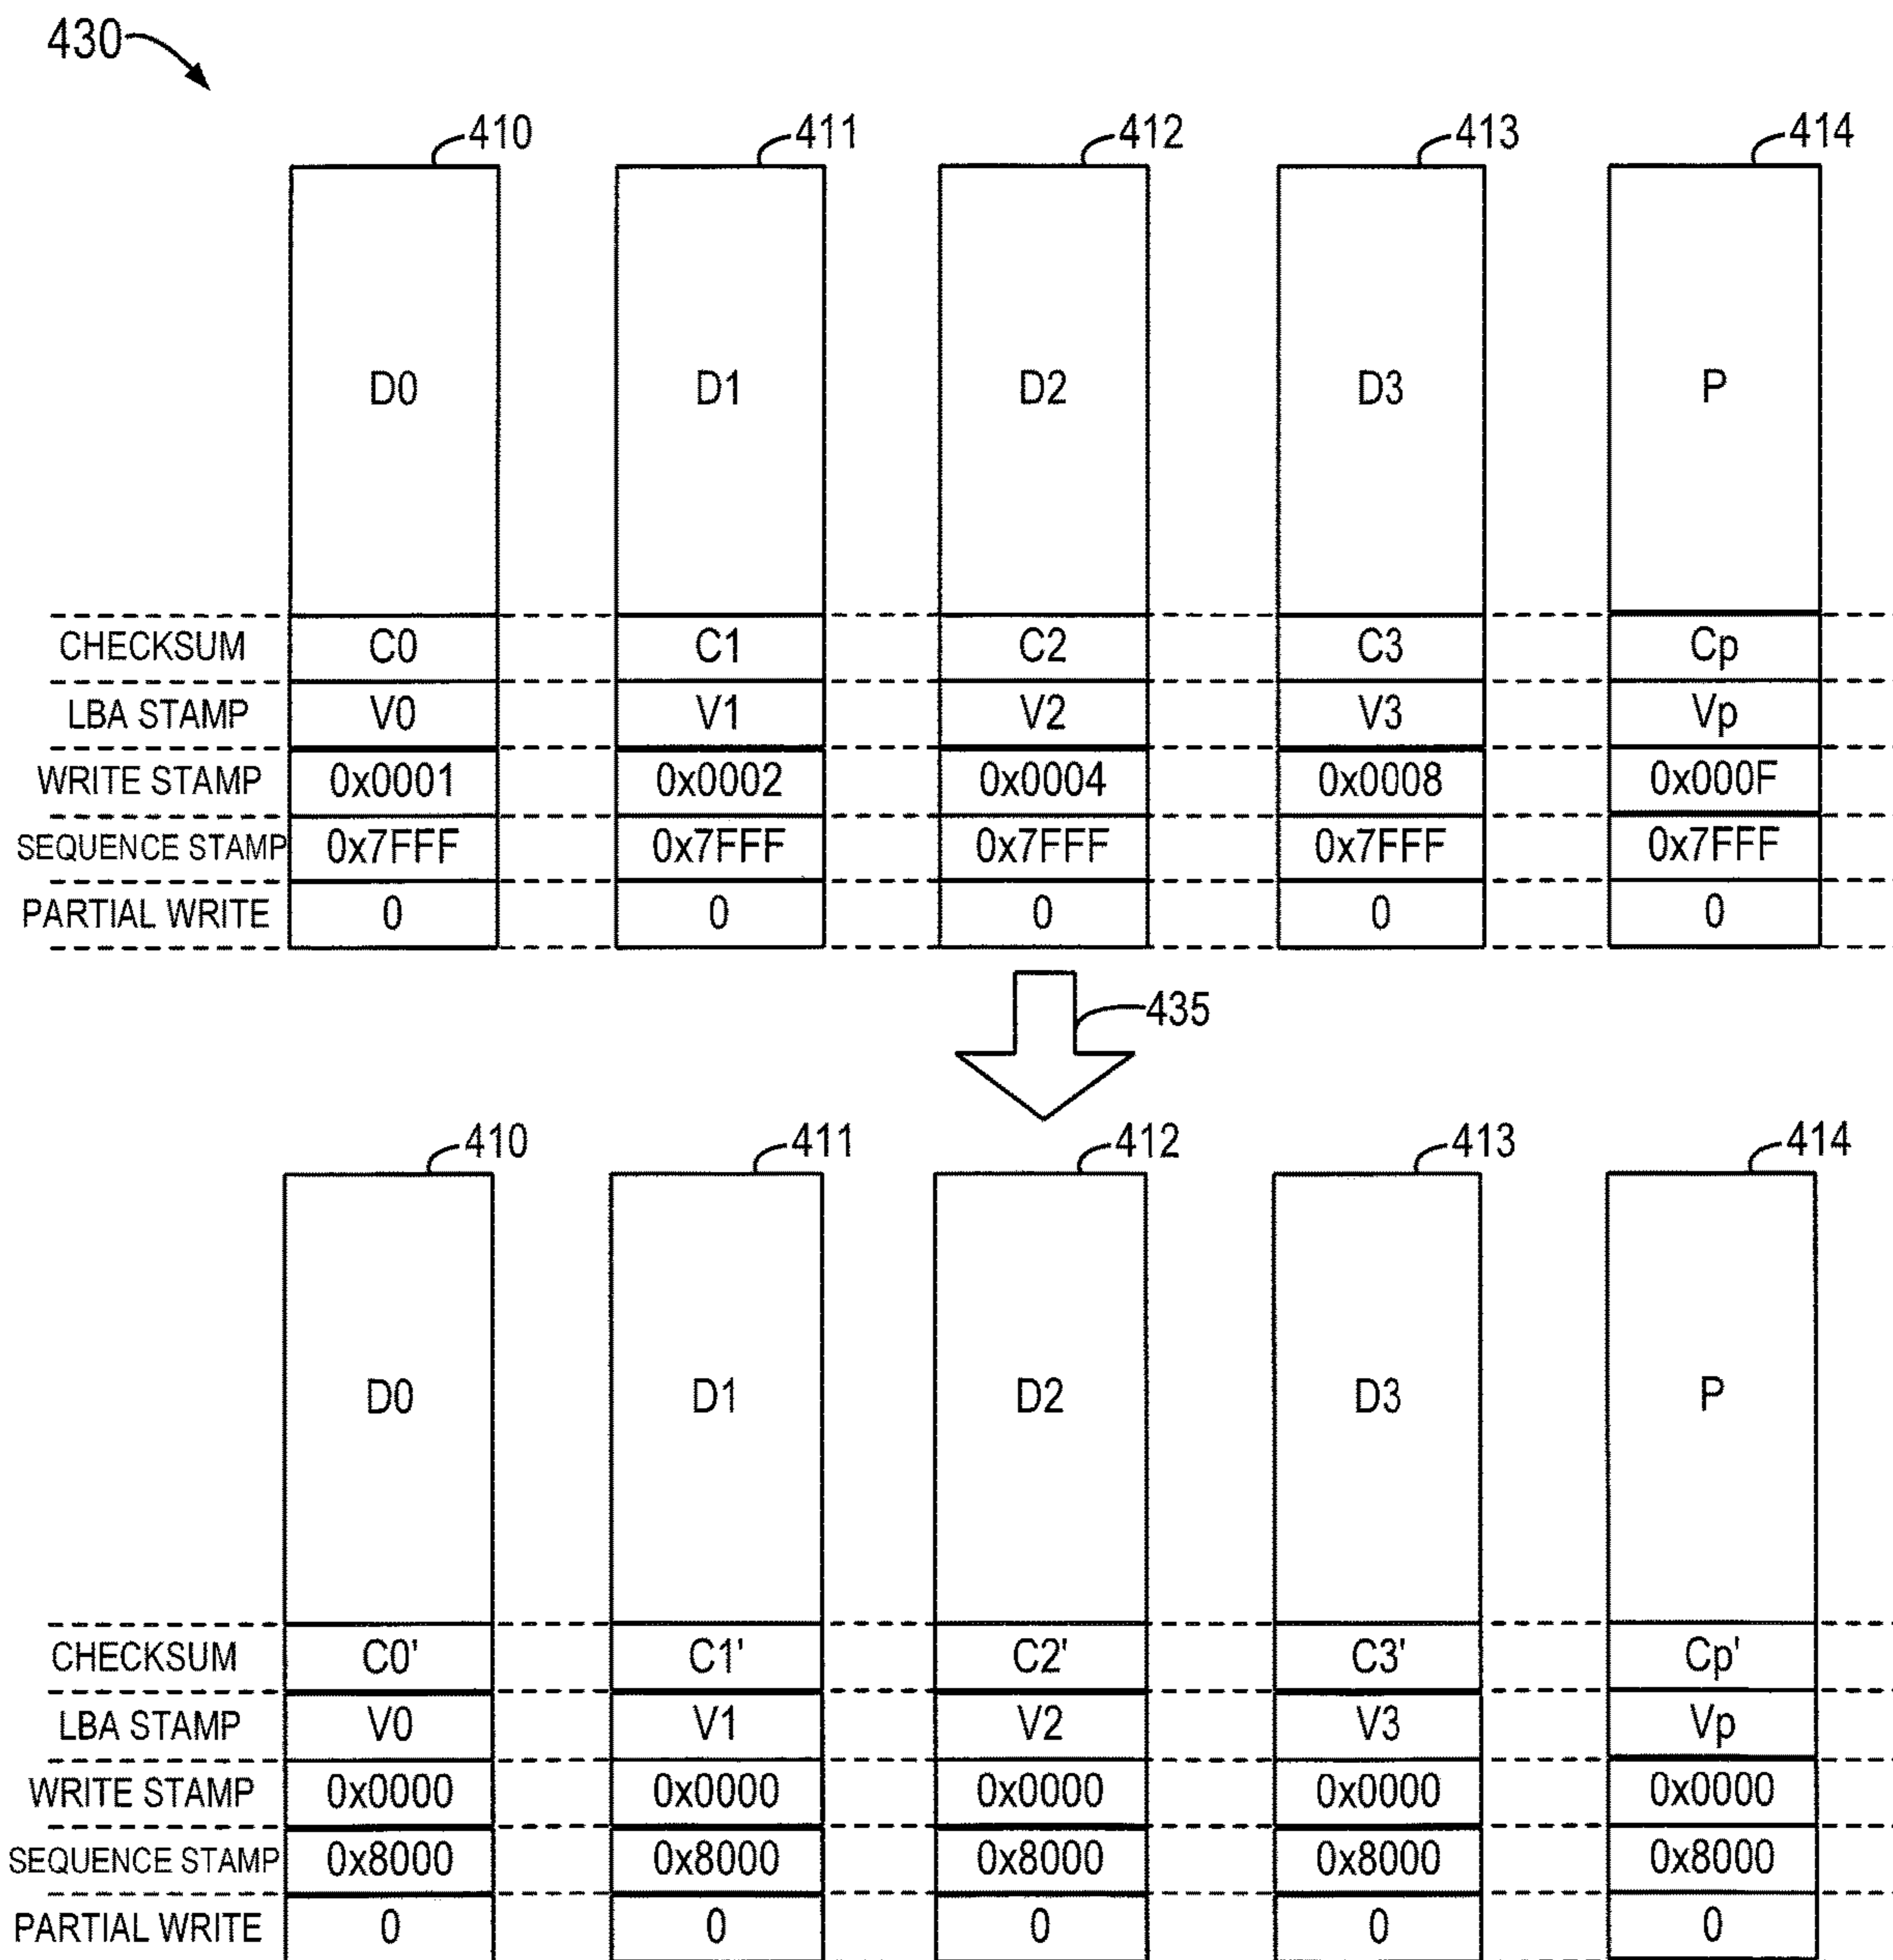 430
410 411 412 413 414
D0 D1 D2 D3 P
CHECKSUM C0 C1 C2 C3 Cp
LBA STAMP V0 V1 V2 V3 Vp
WRITE STAMP 0x0001 0x0002 0x0004 0x0008 0x000F
SEQUENCE STAMP 0x7FFF 0x7FFF 0x7FFF 0x7FFF 0x7FFF
PARTIAL WRITE 0 0 0 0 0
435
410 411 412 413 414
D0 D1 D2 D3 P
CHECKSUM C0' C1' C2' C3' Cp'
LBA STAMP V0 V1 V2 V3 Vp
WRITE STAMP 0x0000 0x0000 0x0000 0x0000 0x0000
SEQUENCE STAMP 0x8000 0x8000 0x8000 0x8000 0x8000
PARTIAL WRITE 0 0 0 0 0